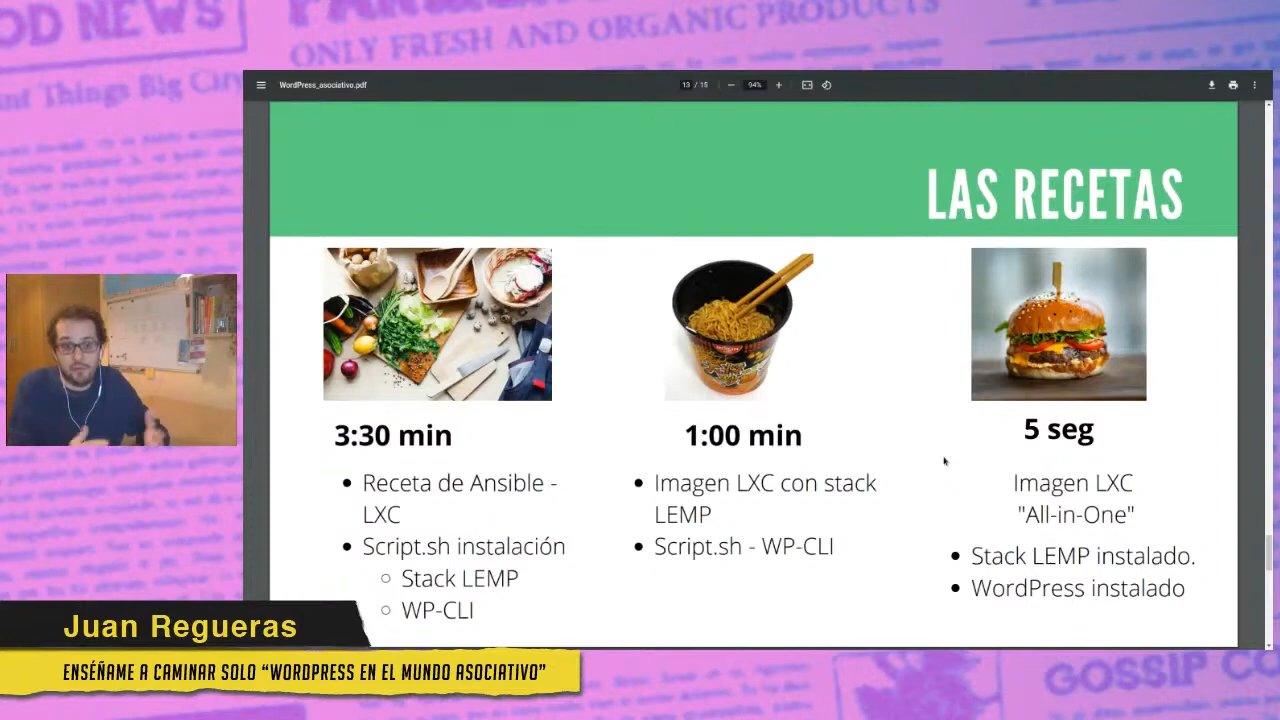 OD NEWS
ONLY FRESH AND ORGANIC PRODUCTS
Things Big City
WordPress_asociativo.pdf
13 / 15
94%
LAS RECETAS
3:30 min
Receta de Ansible -
LXC
Script.sh instalación
Stack LEMP
WP-CLI
1:00 min
Imagen LXC con stack
LEMP
Script.sh - WP-CLI
5 seg
Imagen LXC
"All-in-One"
Stack LEMP instalado.
WordPress instalado
Juan Regueras
ENSÉÑAME A CAMINAR SOLO “WORDPRESS EN EL MUNDO ASOCIATIVO”
GOSSIP CO